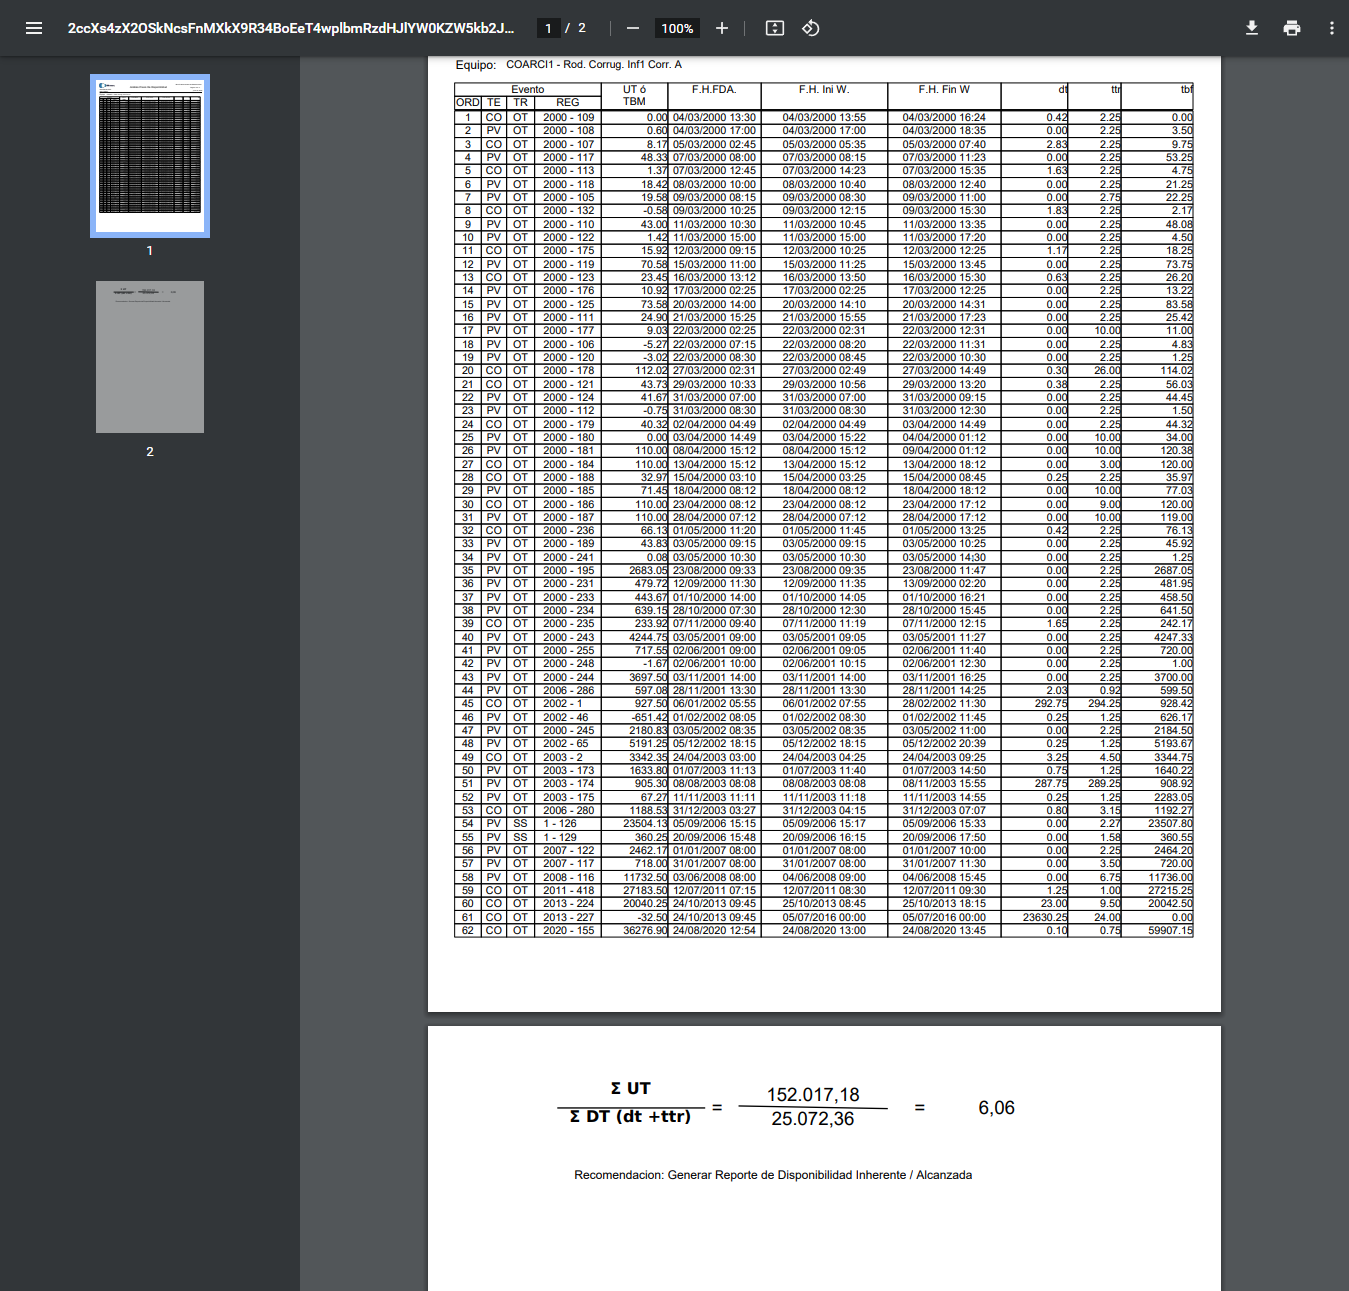 2ccXs4zX2OSkNcsFnMXkX9R34BoEeT4wplbmRzdHJlYW0KZW5kb2J...
1 / 2
100%
1
2
Equipo: COARCI1 - Rod. Corrug. Inf1 Corr. A
Evento UT ó F.H.FDA. F.H. Ini W. F.H. Fin W dt ttr tbf
ORD TE TR REG TBM
1 CO OT 2000 - 109 0.00 04/03/2000 13:30 04/03/2000 13:55 04/03/2000 16:24 0.42 2.25 0.00
2 PV OT 2000 - 108 0.60 04/03/2000 17:00 04/03/2000 17:00 04/03/2000 18:35 0.00 2.25 3.50
3 CO OT 2000 - 107 8.17 05/03/2000 02:45 05/03/2000 05:35 05/03/2000 07:40 2.83 2.25 9.75
4 PV OT 2000 - 117 48.33 07/03/2000 08:00 07/03/2000 08:15 07/03/2000 11:23 0.00 2.25 53.25
5 CO OT 2000 - 113 1.37 07/03/2000 12:45 07/03/2000 14:23 07/03/2000 15:35 1.63 2.25 4.75
6 PV OT 2000 - 118 18.42 08/03/2000 10:00 08/03/2000 10:40 08/03/2000 12:40 0.00 2.25 21.25
7 PV OT 2000 - 105 19.58 09/03/2000 08:15 09/03/2000 08:30 09/03/2000 11:00 0.00 2.75 22.25
8 CO OT 2000 - 132 -0.58 09/03/2000 10:25 09/03/2000 12:15 09/03/2000 15:30 1.83 2.25 2.17
9 PV OT 2000 - 110 43.00 11/03/2000 10:30 11/03/2000 10:45 11/03/2000 13:35 0.00 2.25 48.08
10 PV OT 2000 - 122 1.42 11/03/2000 15:00 11/03/2000 15:00 11/03/2000 17:20 0.00 2.25 4.50
11 CO OT 2000 - 175 15.92 12/03/2000 09:15 12/03/2000 10:25 12/03/2000 12:25 1.17 2.25 18.25
12 PV OT 2000 - 119 70.58 15/03/2000 11:00 15/03/2000 11:25 15/03/2000 13:45 0.00 2.25 73.75
13 CO OT 2000 - 123 23.45 16/03/2000 13:12 16/03/2000 13:50 16/03/2000 15:30 0.63 2.25 26.20
14 PV OT 2000 - 176 10.92 17/03/2000 02:25 17/03/2000 02:25 17/03/2000 12:25 0.00 2.25 13.22
15 PV OT 2000 - 125 73.58 20/03/2000 14:00 20/03/2000 14:10 20/03/2000 14:31 0.00 2.25 83.58
16 PV OT 2000 - 111 24.90 21/03/2000 15:25 21/03/2000 15:55 21/03/2000 17:23 0.00 2.25 25.42
17 PV OT 2000 - 177 9.03 22/03/2000 02:25 22/03/2000 02:31 22/03/2000 12:31 0.00 10.00 11.00
18 PV OT 2000 - 106 -5.27 22/03/2000 07:15 22/03/2000 08:20 22/03/2000 11:31 0.00 2.25 4.83
19 PV OT 2000 - 120 -3.02 22/03/2000 08:30 22/03/2000 08:45 22/03/2000 10:30 0.00 2.25 1.25
20 CO OT 2000 - 178 112.02 27/03/2000 02:31 27/03/2000 02:49 27/03/2000 14:49 0.30 26.00 114.02
21 CO OT 2000 - 121 43.73 29/03/2000 10:33 29/03/2000 10:56 29/03/2000 13:20 0.38 2.25 56.03
22 PV OT 2000 - 124 41.67 31/03/2000 07:00 31/03/2000 07:00 31/03/2000 09:15 0.00 2.25 44.45
23 PV OT 2000 - 112 -0.75 31/03/2000 08:30 31/03/2000 08:30 31/03/2000 12:30 0.00 2.25 1.50
24 CO OT 2000 - 179 40.32 02/04/2000 04:49 02/04/2000 04:49 03/04/2000 14:49 0.00 2.25 44.32
25 PV OT 2000 - 180 0.00 03/04/2000 14:49 03/04/2000 15:22 04/04/2000 01:12 0.00 10.00 34.00
26 PV OT 2000 - 181 110.00 08/04/2000 15:12 08/04/2000 15:12 09/04/2000 01:12 0.00 10.00 120.38
27 CO OT 2000 - 184 110.00 13/04/2000 15:12 13/04/2000 15:12 13/04/2000 18:12 0.00 3.00 120.00
28 CO OT 2000 - 188 32.97 15/04/2000 03:10 15/04/2000 03:25 15/04/2000 08:45 0.25 2.25 35.97
29 PV OT 2000 - 185 71.45 18/04/2000 08:12 18/04/2000 08:12 18/04/2000 18:12 0.00 10.00 77.03
30 CO OT 2000 - 186 110.00 23/04/2000 08:12 23/04/2000 08:12 23/04/2000 17:12 0.00 9.00 120.00
31 PV OT 2000 - 187 110.00 28/04/2000 07:12 28/04/2000 07:12 28/04/2000 17:12 0.00 10.00 119.00
32 CO OT 2000 - 236 66.13 01/05/2000 11:20 01/05/2000 11:45 01/05/2000 13:25 0.42 2.25 76.13
33 PV OT 2000 - 189 43.83 03/05/2000 09:15 03/05/2000 09:15 03/05/2000 10:25 0.00 2.25 45.92
34 PV OT 2000 - 241 0.08 03/05/2000 10:30 03/05/2000 10:30 03/05/2000 14:30 0.00 2.25 1.25
35 PV OT 2000 - 195 2683.05 23/08/2000 09:33 23/08/2000 09:35 23/08/2000 11:47 0.00 2.25 2687.05
36 PV OT 2000 - 231 479.72 12/09/2000 11:30 12/09/2000 11:35 13/09/2000 02:20 0.00 2.25 481.95
37 PV OT 2000 - 233 443.67 01/10/2000 14:00 01/10/2000 14:05 01/10/2000 16:21 0.00 2.25 458.50
38 PV OT 2000 - 234 639.15 28/10/2000 07:30 28/10/2000 12:30 28/10/2000 15:45 0.00 2.25 641.50
39 CO OT 2000 - 235 233.92 07/11/2000 09:40 07/11/2000 11:19 07/11/2000 12:15 1.65 2.25 242.17
40 PV OT 2000 - 243 4244.75 03/05/2001 09:00 03/05/2001 09:05 03/05/2001 11:27 0.00 2.25 4247.33
41 PV OT 2000 - 255 717.55 02/06/2001 09:00 02/06/2001 09:05 02/06/2001 11:40 0.00 2.25 720.00
42 PV OT 2000 - 248 -1.67 02/06/2001 10:00 02/06/2001 10:15 02/06/2001 12:30 0.00 2.25 1.00
43 PV OT 2000 - 244 3697.50 03/11/2001 14:00 03/11/2001 14:00 03/11/2001 16:25 0.00 2.25 3700.00
44 PV OT 2006 - 286 597.08 28/11/2001 13:30 28/11/2001 13:30 28/11/2001 14:25 2.03 0.92 599.50
45 CO OT 2002 - 1 927.50 06/01/2002 05:55 06/01/2002 07:55 28/02/2002 11:30 292.75 294.25 928.42
46 PV OT 2002 - 46 -651.42 01/02/2002 08:05 01/02/2002 08:30 01/02/2002 11:45 0.25 1.25 626.17
47 PV OT 2000 - 245 2180.83 03/05/2002 08:35 03/05/2002 08:35 03/05/2002 11:00 0.00 2.25 2184.50
48 PV OT 2002 - 65 5191.25 05/12/2002 18:15 05/12/2002 18:15 05/12/2002 20:39 0.25 1.25 5193.67
49 CO OT 2003 - 2 3342.35 24/04/2003 03:00 24/04/2003 04:25 24/04/2003 09:25 3.25 4.50 3344.75
50 PV OT 2003 - 173 1633.80 01/07/2003 11:13 01/07/2003 11:40 01/07/2003 14:50 0.75 1.25 1640.22
51 PV OT 2003 - 174 905.30 08/08/2003 08:08 08/08/2003 08:08 08/11/2003 15:55 287.75 289.25 908.92
52 PV OT 2003 - 175 67.27 11/11/2003 11:11 11/11/2003 11:18 11/11/2003 14:55 0.25 1.25 2283.05
53 CO OT 2006 - 280 1188.53 31/12/2003 03:27 31/12/2003 04:15 31/12/2003 07:07 0.80 3.15 1192.27
54 PV SS 1 - 126 23504.13 05/09/2006 15:15 05/09/2006 15:17 05/09/2006 15:33 0.00 2.27 23507.80
55 PV SS 1 - 129 360.25 20/09/2006 15:48 20/09/2006 16:15 20/09/2006 17:50 0.00 1.58 360.55
56 PV OT 2007 - 122 2462.17 01/01/2007 08:00 01/01/2007 08:00 01/01/2007 10:00 0.00 2.25 2464.20
57 PV OT 2007 - 117 718.00 31/01/2007 08:00 31/01/2007 08:00 31/01/2007 11:30 0.00 3.50 720.00
58 PV OT 2008 - 116 11732.50 03/06/2008 08:00 04/06/2008 09:00 04/06/2008 15:45 0.00 6.75 11736.00
59 CO OT 2011 - 418 27183.50 12/07/2011 07:15 12/07/2011 08:30 12/07/2011 09:30 1.25 1.00 27215.25
60 CO OT 2013 - 224 20040.25 24/10/2013 09:45 25/10/2013 08:45 25/10/2013 18:15 23.00 9.50 20042.50
61 CO OT 2013 - 227 -32.50 24/10/2013 09:45 05/07/2016 00:00 05/07/2016 00:00 23630.25 24.00 0.00
62 CO OT 2020 - 155 36276.90 24/08/2020 12:54 24/08/2020 13:00 24/08/2020 13:45 0.10 0.75 59907.15
Σ UT 152.017,18
= = 6,06
Σ DT (dt +ttr) 25.072,36
Recomendacion: Generar Reporte de Disponibilidad Inherente / Alcanzada